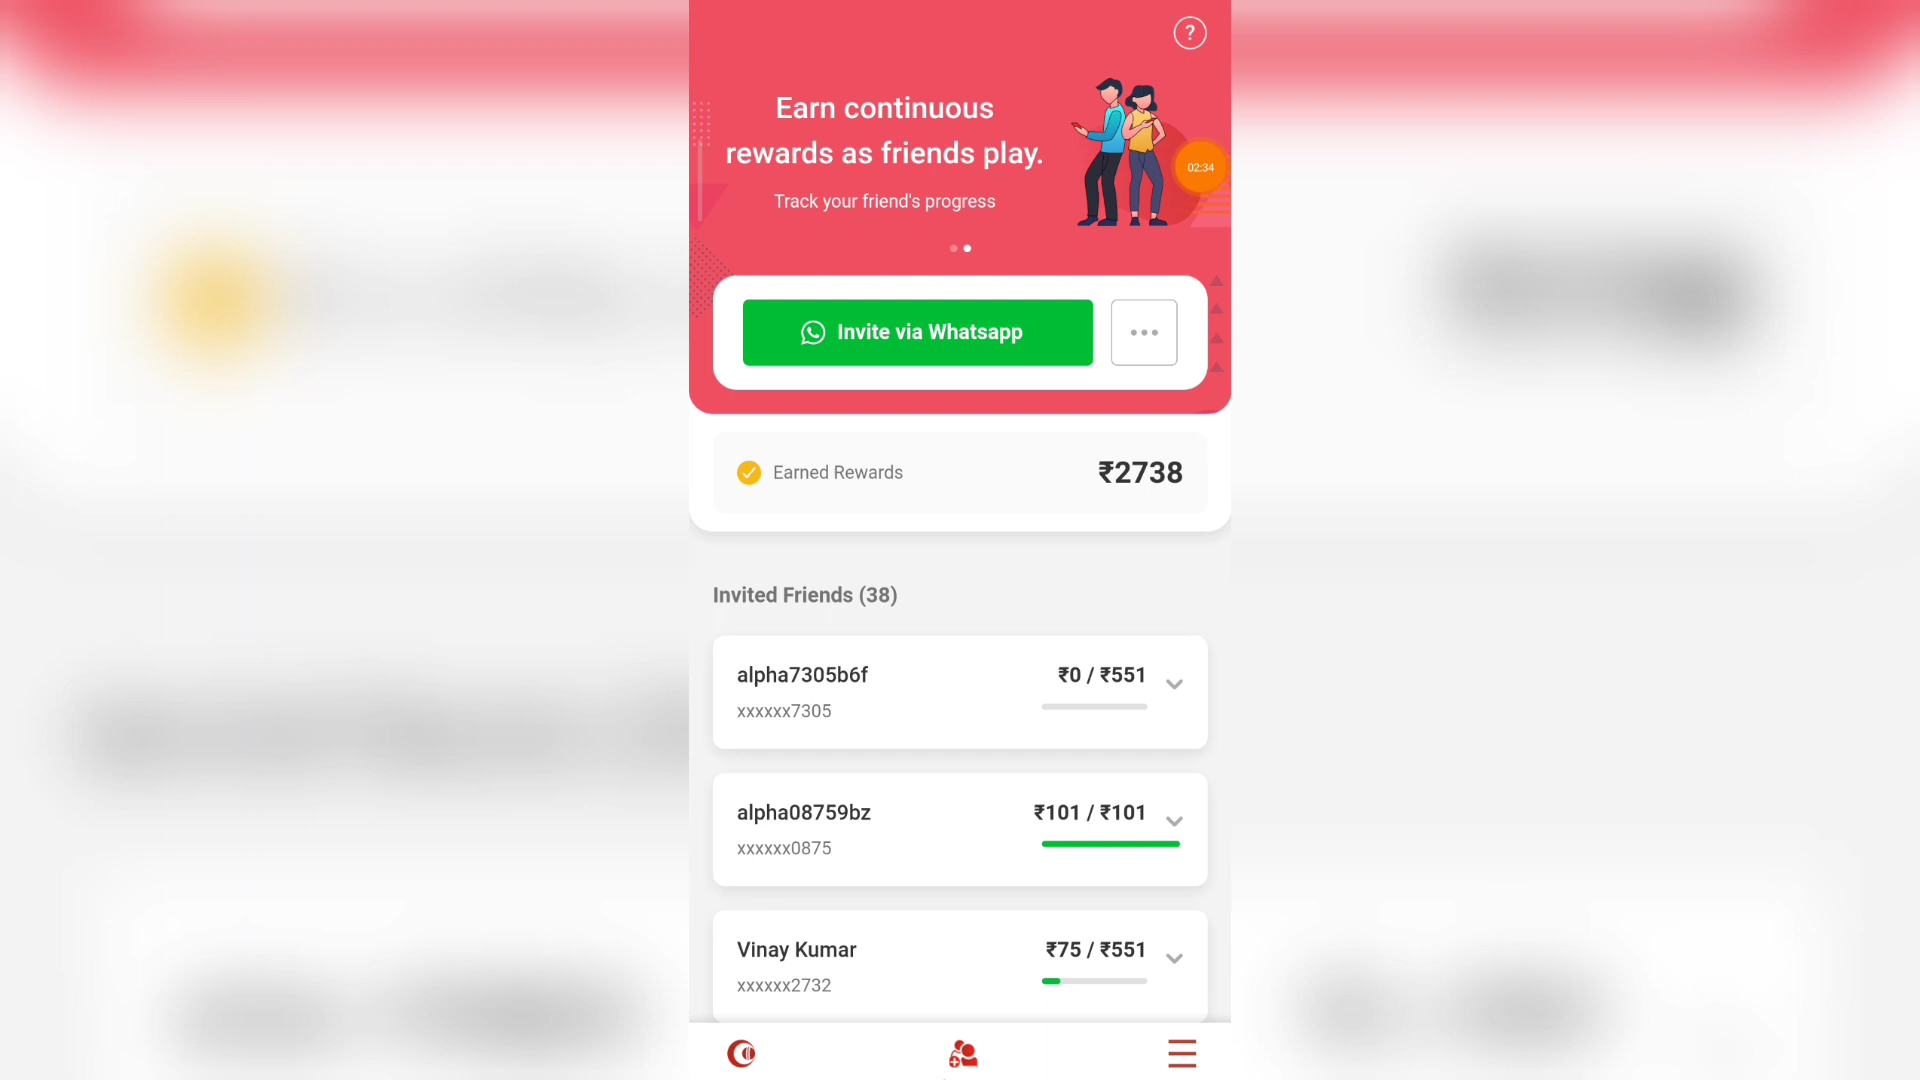 ?
Earn continuous
rewards as friends play.
02:34
Track your friend's progress
Invite via Whatsapp
Earned Rewards
₹2738
Invited Friends (38)
alpha7305b6f
₹0 / ₹551
xxxxxx7305
alpha08759bz
₹101 / ₹101
xxxxxx0875
Vinay Kumar
₹75 / ₹551
xxxxxx2732